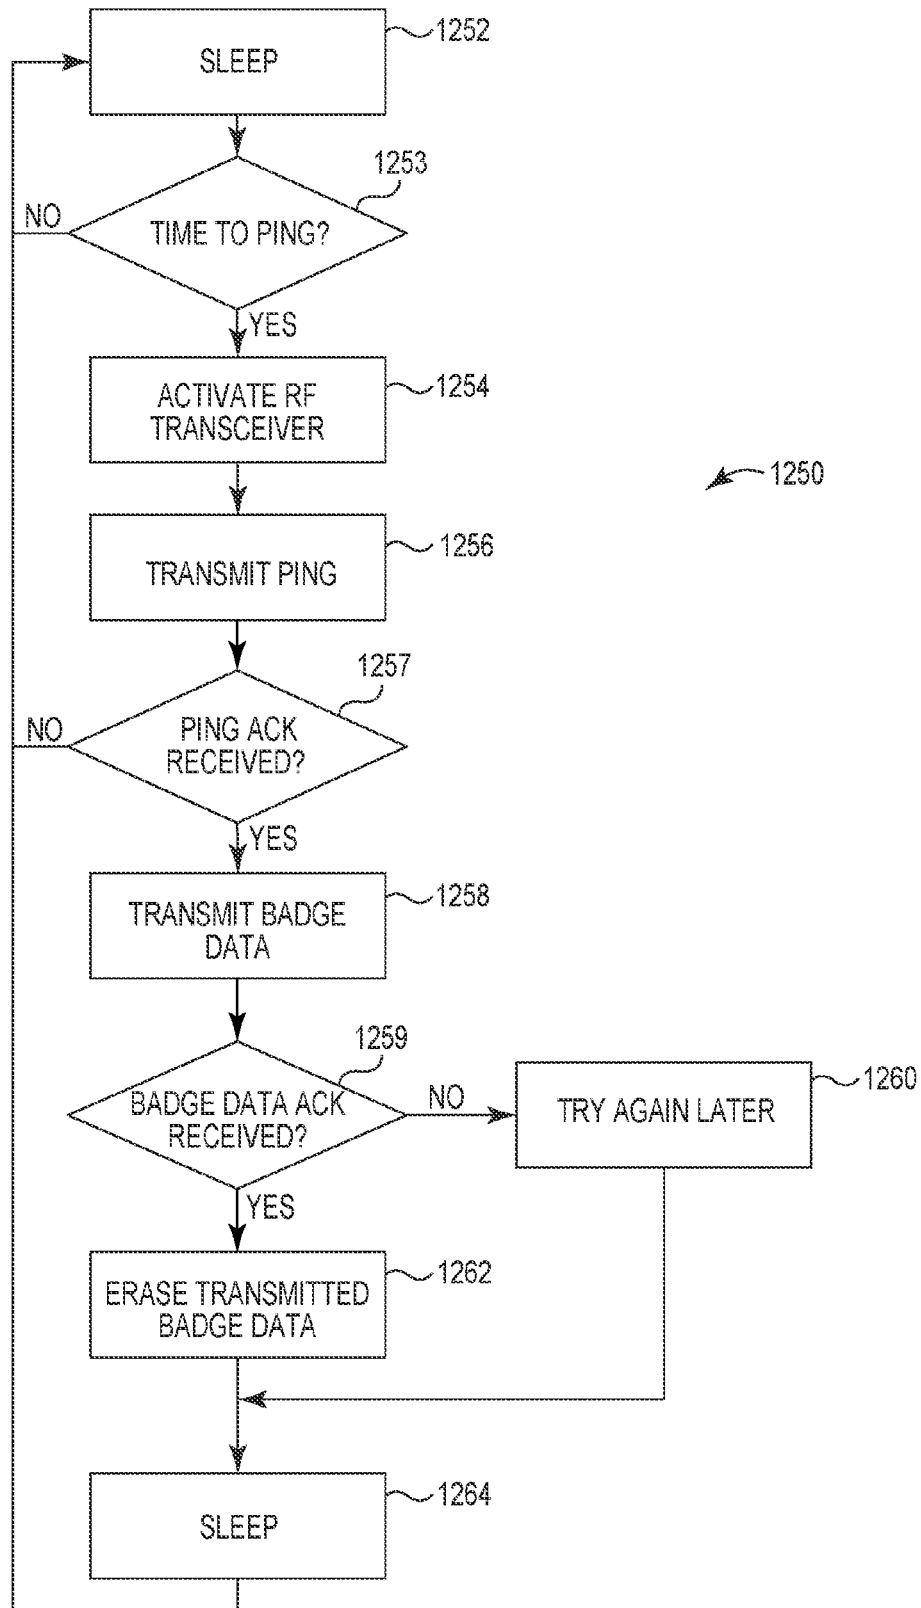 1252
SLEEP
1253
NO
TIME TO PING?
YES
1254
ACTIVATE RF
TRANSCEIVER
1250
1256
TRANSMIT PING
1257
NO
PING ACK
RECEIVED?
YES
1258
TRANSMIT BADGE
DATA
1259
BADGE DATA ACK
RECEIVED?
NO
1260
TRY AGAIN LATER
YES
1262
ERASE TRANSMITTED
BADGE DATA
1264
SLEEP